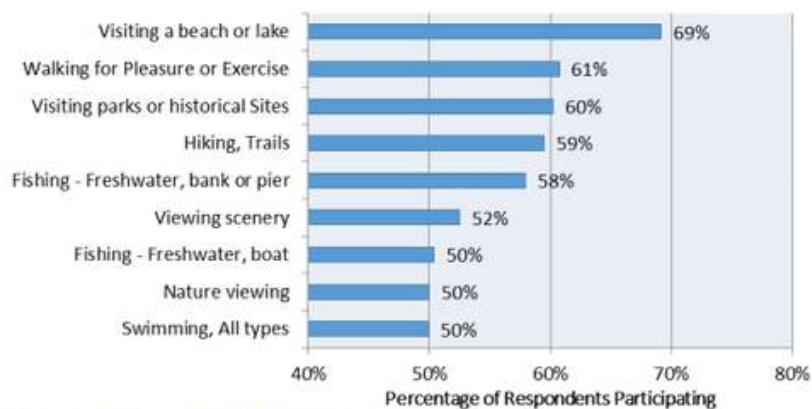 Visiting a beach or lake 69%
Walking for Pleasure or Exercise 61%
Visiting parks or historical Sites 60%
Hiking, Trails 59%
Fishing - Freshwater, bank or pier 58%
Viewing scenery 52%
Fishing - Freshwater, boat 50%
Nature viewing 50%
Swimming, All types 50%
40% 50% 60% 70% 80%
Percentage of Respondents Participating